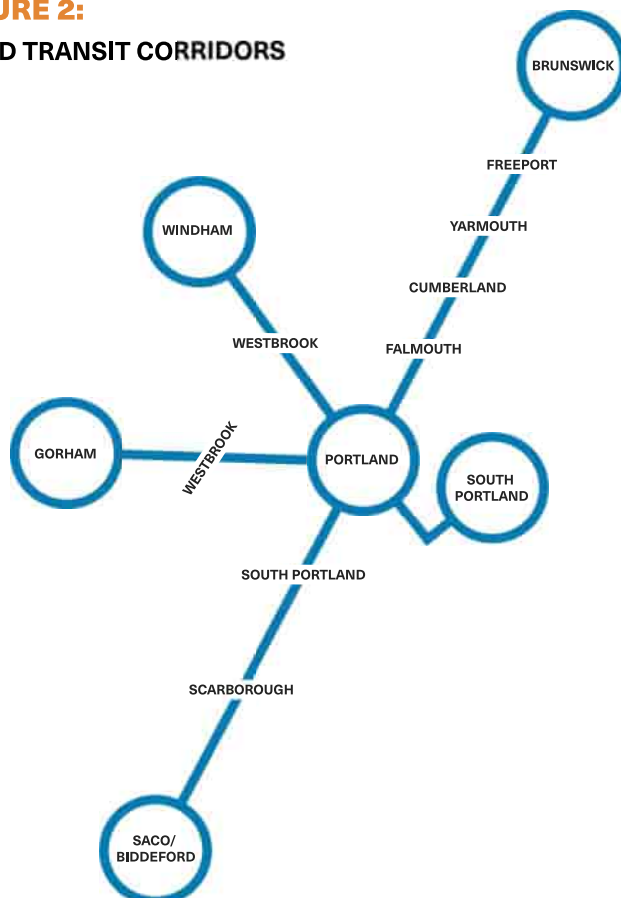 URE 2:
D TRANSIT CORRIDORS
BRUNSWICK
FREEPORT
WINDHAM
YARMOUTH
CUMBERLAND
WESTBROOK
FALMOUTH
GORHAM
WESTBROOK
PORTLAND
SOUTH
PORTLAND
SOUTH PORTLAND
SCARBOROUGH
SACO/
BIDDEFORD